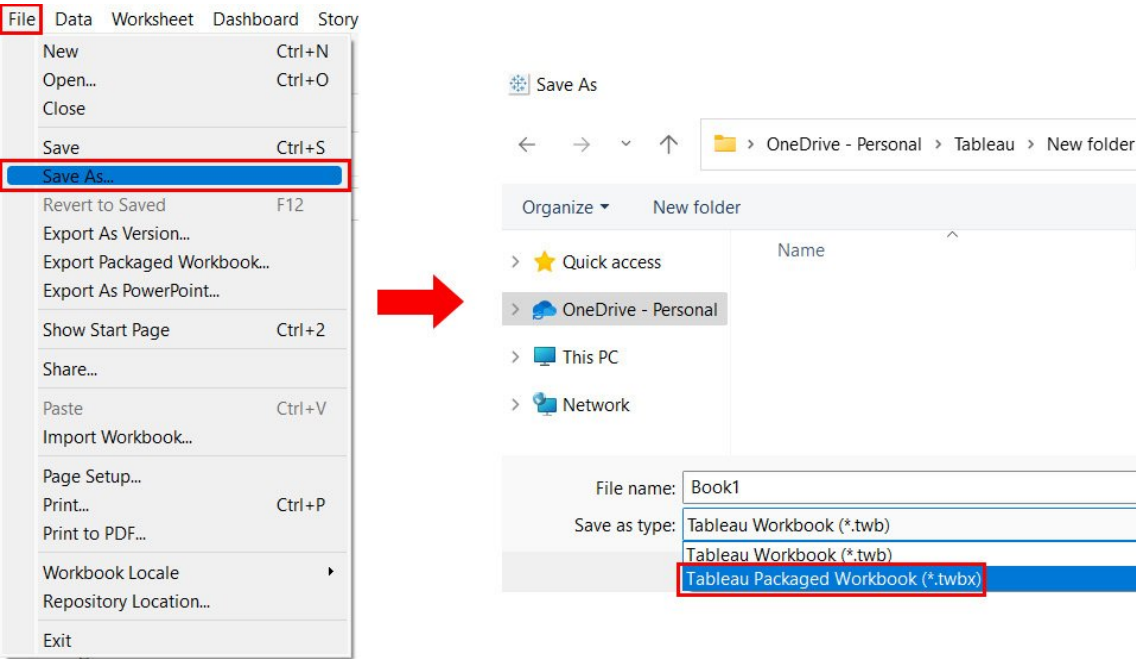 File Data Worksheet Dashboard Story
New Ctrl+N
Open... Ctrl+O
Close
Save Ctrl+S
Save As...
Revert to Saved F12
Export As Version...
Export Packaged Workbook...
Export As PowerPoint...
Show Start Page Ctrl+2
Share...
Paste Ctrl+V
Import Workbook...
Page Setup...
Print... Ctrl+P
Print to PDF...
Workbook Locale
Repository Location...
Exit
Save As
OneDrive - Personal > Tableau > New folder
Organize New folder
Name
Quick access
OneDrive - Personal
This PC
Network
File name: Book1
Save as type: Tableau Workbook (*.twb)
Tableau Workbook (*.twb)
Tableau Packaged Workbook (*.twbx)